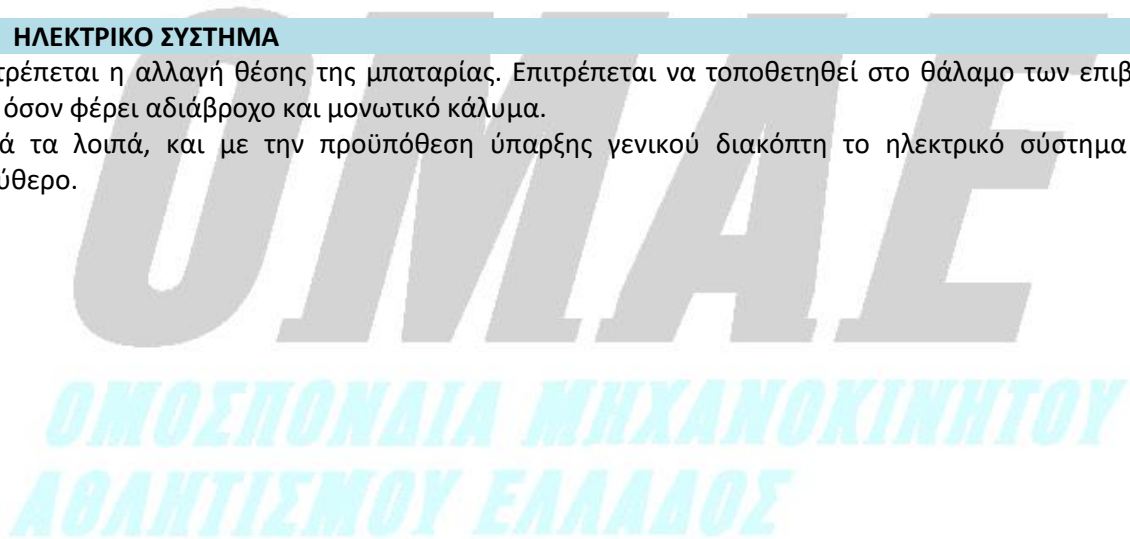 ΗΛΕΚΤΡΙΚΟ ΣΥΣΤΗΜΑ
τρέπεται η αλλαγή θέσης της μπαταρίας. Επιτρέπεται να τοποθετηθεί στο θάλαμο των επιβ
όσον φέρει αδιάβροχο και μονωτικό κάλυμα.
ά τα λοιπά, και με την προϋπόθεση ύπαρξης γενικού διακόπτη το ηλεκτρικό σύστημα
ύθερο.
ΟΜΑΕ
ΟΜΟΣΠΟΝΔΙΑ ΜΗΧΑΝΟΚΙΝΗΤΟΥ
ΑΘΛΗΤΙΣΜΟΥ ΕΛΛΑΔΟΣ